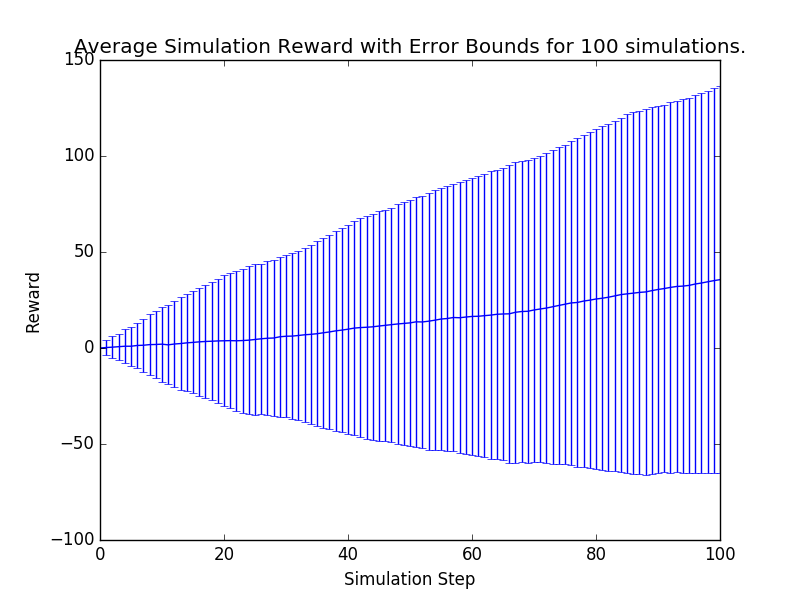 Average Simulation Reward with Error Bounds for 100 simulations.
150
100
50
0
−50
−100
Reward
0 20 40 60 80 100
Simulation Step